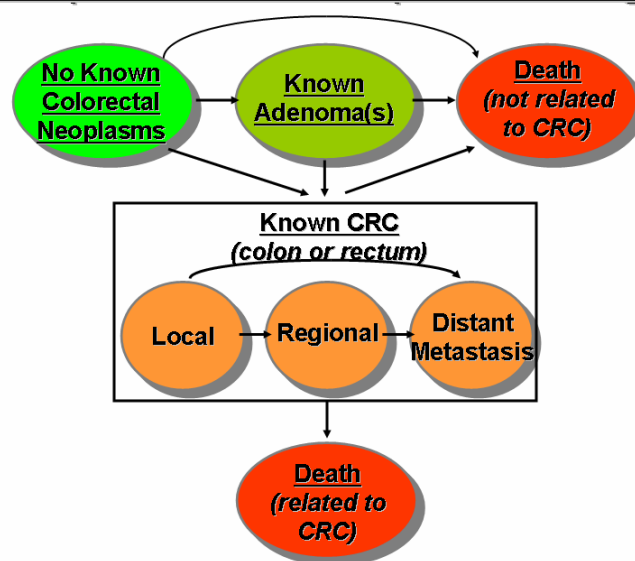 No Known
Colorectal
Neoplasms
Known
Adenoma(s)
Death
(not related
to CRC)
Known CRC
(colon or rectum)
Local
Regional
Distant
Metastasis
Death
(related to
CRC)